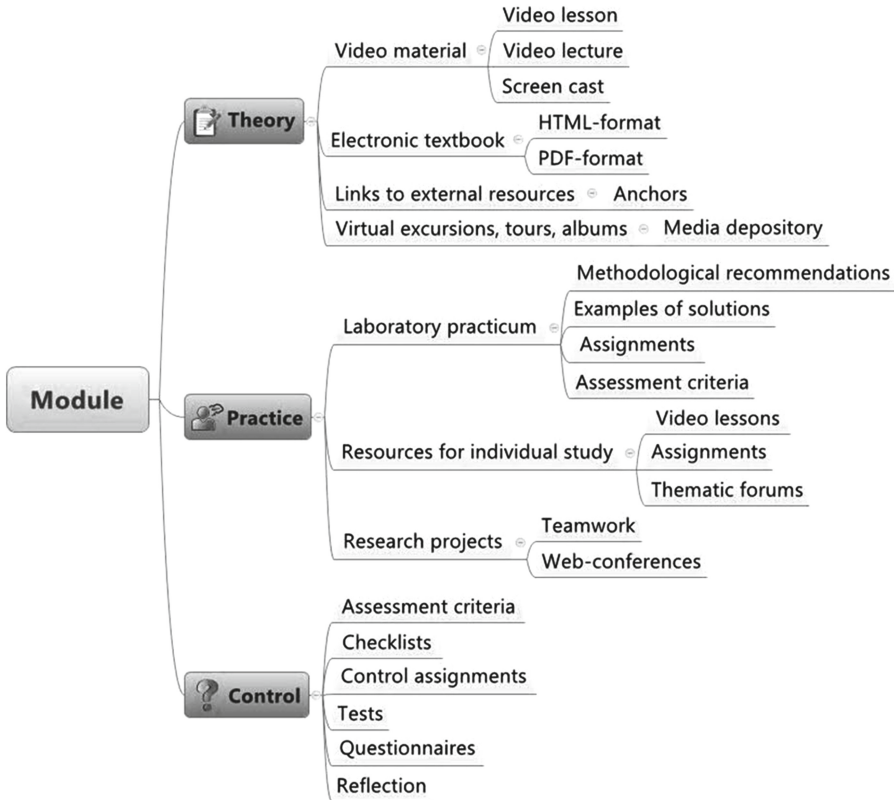 Module
Theory
Video material
Video lesson
Video lecture
Screen cast
Electronic textbook
HTML-format
PDF-format
Links to external resources
Anchors
Virtual excursions, tours, albums
Media depository
Practice
Laboratory practicum
Methodological recommendations
Examples of solutions
Assignments
Assessment criteria
Resources for individual study
Video lessons
Assignments
Thematic forums
Research projects
Teamwork
Web-conferences
Control
Assessment criteria
Checklists
Control assignments
Tests
Questionnaires
Reflection